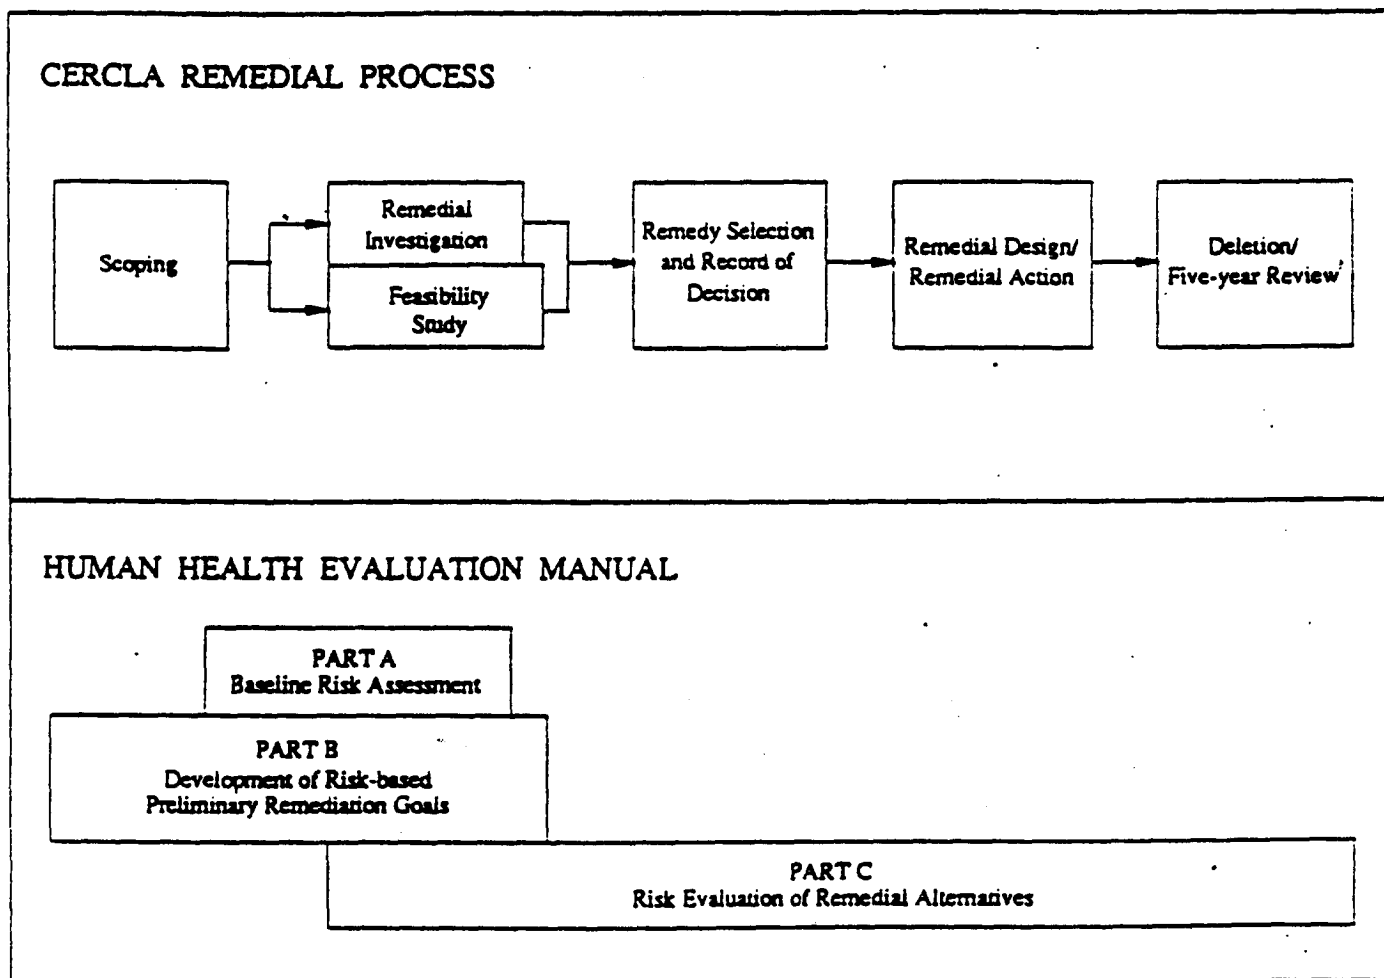 CERCLA REMEDIAL PROCESS
Scoping
Remedial
Investigation
Feasibility
Study
Remedy Selection
and Record of
Decision
Remedial Design/
Remedial Action
Deletion/
Five-year Review
HUMAN HEALTH EVALUATION MANUAL
PART A
Baseline Risk Assessment
PART B
Development of Risk-based
Preliminary Remediation Goals
PART C
Risk Evaluation of Remedial Alternatives